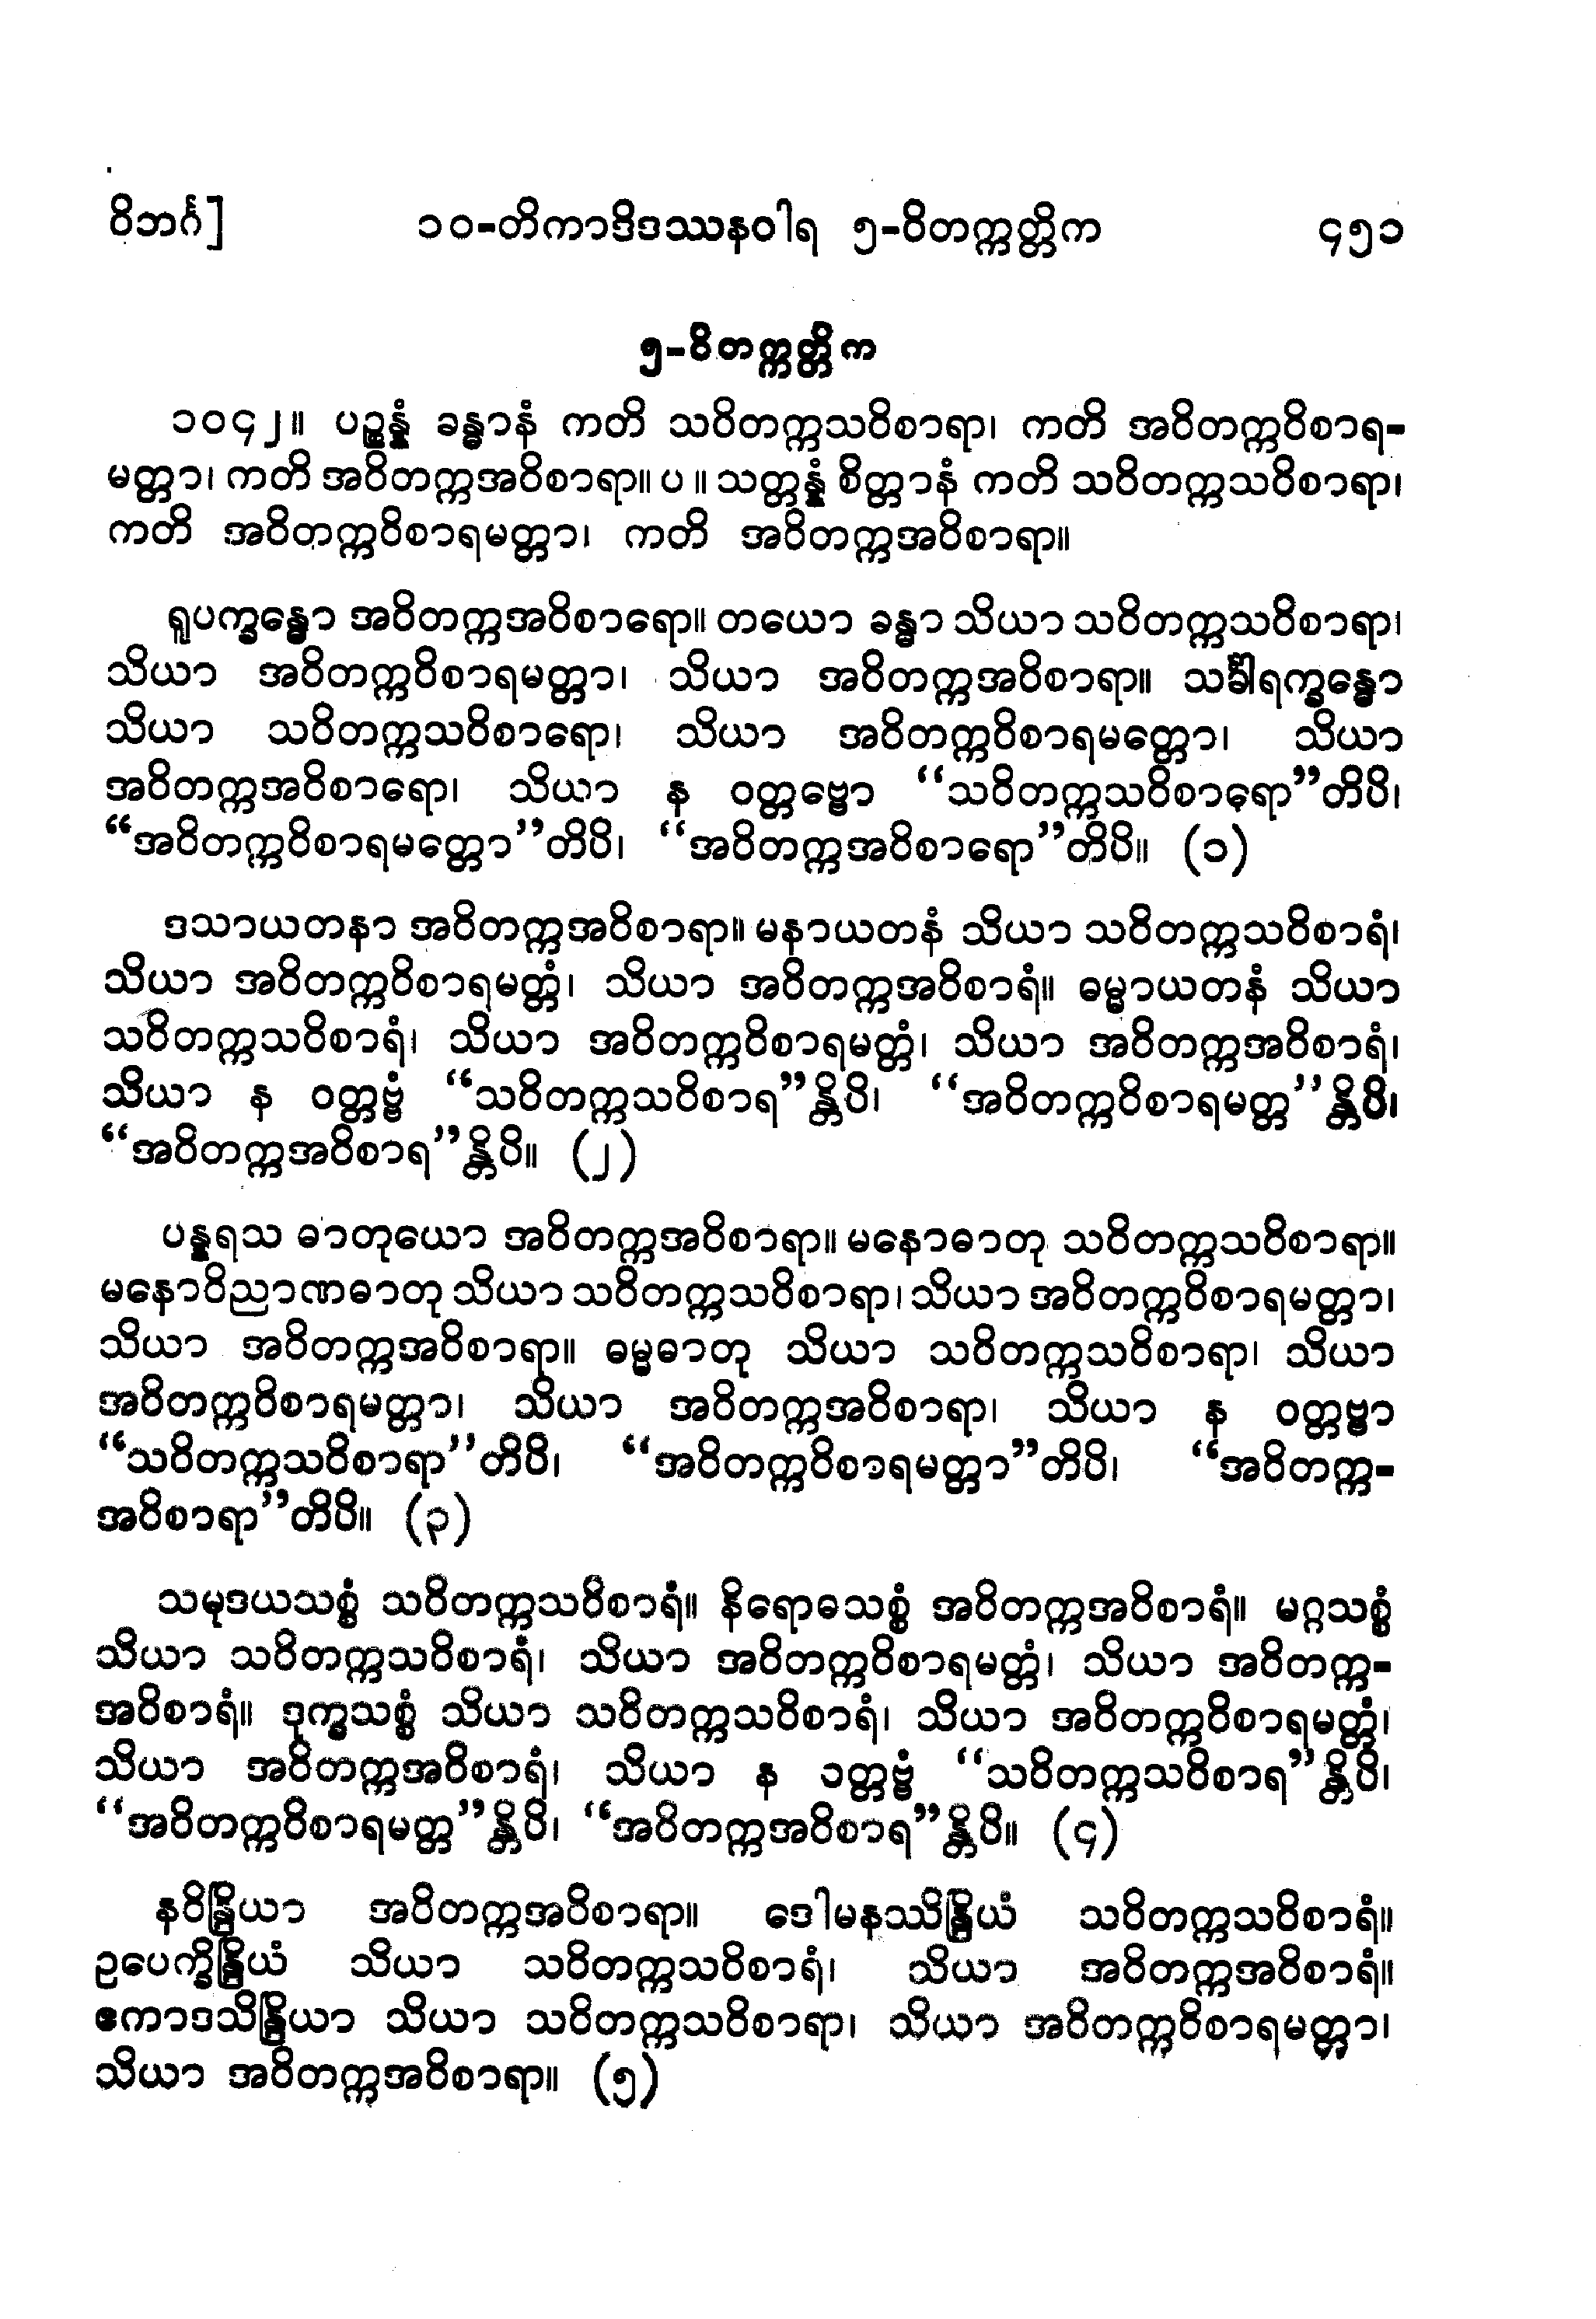 ဝိဘင်္ဂ] ၁၀-တိကာဒိဒဿနဝါရ ၅-ဝိတက္ကတ္တိက ၄၅၁
၅-ဝိတက္ကတ္တိက
၁၀၄၂။ ပဉ္စန္နံ ခန္ဓာနံ ကတိ သဝိတက္ကသဝိစာရာ၊ ကတိ အဝိတက္ကဝိစာရ-
မတ္တာ၊ ကတိ အဝိတက္ကအဝိစာရာ။ ပ ။ သတ္တန္နံ စိတ္တာနံ ကတိ သဝိတက္ကသဝိစာရာ၊
ကတိ အဝိတက္ကဝိစာရမတ္တာ၊ ကတိ အဝိတက္ကအဝိစာရာ။
ရူပက္ခန္ဓော အဝိတက္ကအဝိစာရော။ တယော ခန္ဓာ သိယာ သဝိတက္ကသဝိစာရာ၊
သိယာ အဝိတက္ကဝိစာရမတ္တာ၊ သိယာ အဝိတက္ကအဝိစာရာ။ သင်္ခါရက္ခန္ဓော
သိယာ သဝိတက္ကသဝိစာရော၊ သိယာ အဝိတက္ကဝိစာရမတ္တော၊ သိယာ
အဝိတက္ကအဝိစာရော၊ သိယာ န ဝတ္တဗ္ဗော “သဝိတက္ကသဝိစာရော”တိပိ၊
“အဝိတက္ကဝိစာရမတ္တော”တိပိ၊ “အဝိတက္ကအဝိစာရော”တိပိ။ (၁)
ဒသာယတနာ အဝိတက္ကအဝိစာရာ။ မနာယတနံ သိယာ သဝိတက္ကသဝိစာရံ၊
သိယာ အဝိတက္ကဝိစာရမတ္တံ၊ သိယာ အဝိတက္ကအဝိစာရံ။ ဓမ္မာယတနံ သိယာ
သဝိတက္ကသဝိစာရံ၊ သိယာ အဝိတက္ကဝိစာရမတ္တံ၊ သိယာ အဝိတက္ကအဝိစာရံ၊
သိယာ န ဝတ္တဗ္ဗံ “သဝိတက္ကသဝိစာရ”န္တိပိ၊ “အဝိတက္ကဝိစာရမတ္တ”န္တိပိ၊
“အဝိတက္ကအဝိစာရ”န္တိပိ။ (၂)
ပန္နရသ ဓာတုယော အဝိတက္ကအဝိစာရာ။ မနောဓာတု သဝိတက္ကသဝိစာရာ။
မနောဝိညာဏဓာတု သိယာ သဝိတက္ကသဝိစာရာ၊ သိယာ အဝိတက္ကဝိစာရမတ္တာ၊
သိယာ အဝိတက္ကအဝိစာရာ။ ဓမ္မဓာတု သိယာ သဝိတက္ကသဝိစာရာ၊ သိယာ
အဝိတက္ကဝိစာရမတ္တာ၊ သိယာ အဝိတက္ကအဝိစာရာ၊ သိယာ န ဝတ္တဗ္ဗာ
“သဝိတက္ကသဝိစာရာ”တိပိ၊ “အဝိတက္ကဝိစာရမတ္တာ”တိပိ၊ “အဝိတက္က-
အဝိစာရာ”တိပိ။ (၃)
သမုဒယသစ္စံ သဝိတက္ကသဝိစာရံ။ နိရောဓသစ္စံ အဝိတက္ကအဝိစာရံ။ မဂ္ဂသစ္စံ
သိယာ သဝိတက္ကသဝိစာရံ၊ သိယာ အဝိတက္ကဝိစာရမတ္တံ၊ သိယာ အဝိတက္က-
အဝိစာရံ။ ဒုက္ခသစ္စံ သိယာ သဝိတက္ကသဝိစာရံ၊ သိယာ အဝိတက္ကဝိစာရမတ္တံ၊
သိယာ အဝိတက္ကအဝိစာရံ၊ သိယာ န ဝတ္တဗ္ဗံ “သဝိတက္ကသဝိစာရ”န္တိပိ၊
“အဝိတက္ကဝိစာရမတ္တ”န္တိပိ၊ “အဝိတက္ကအဝိစာရ”န္တိပိ။ (၄)
နဝိန္ဒြိယာ အဝိတက္ကအဝိစာရာ။ ဒေါမနဿိန္ဒြိယံ သဝိတက္ကသဝိစာရံ။
ဥပေက္ခိန္ဒြိယံ သိယာ သဝိတက္ကသဝိစာရံ၊ သိယာ အဝိတက္ကအဝိစာရံ။
ဧကာဒသိန္ဒြိယာ သိယာ သဝိတက္ကသဝိစာရာ၊ သိယာ အဝိတက္ကဝိစာရမတ္တာ၊
သိယာ အဝိတက္ကအဝိစာရာ။ (၅)